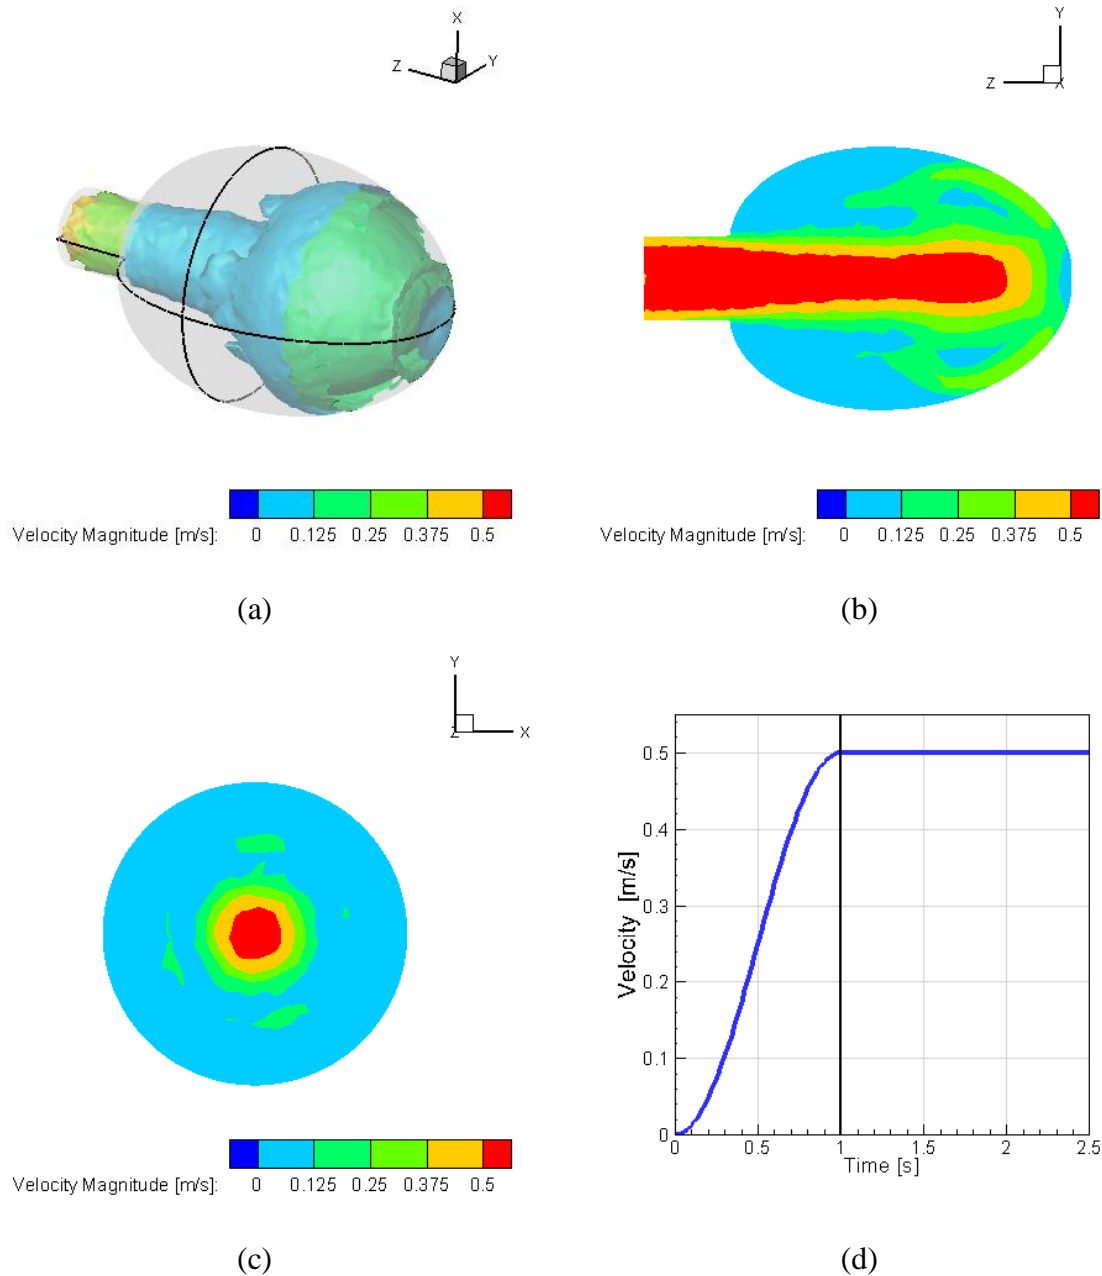 X
Z
Y
Velocity Magnitude [m/s]: 0 0.125 0.25 0.375 0.5
(a)
Y
Z
X
Velocity Magnitude [m/s]: 0 0.125 0.25 0.375 0.5
(b)
Y
Z
X
Velocity Magnitude [m/s]: 0 0.125 0.25 0.375 0.5
(c)
0.5
0.4
0.3
0.2
0.1
0
Velocity [m/s]
0 0.5 1 1.5 2 2.5
Time [s]
(d)